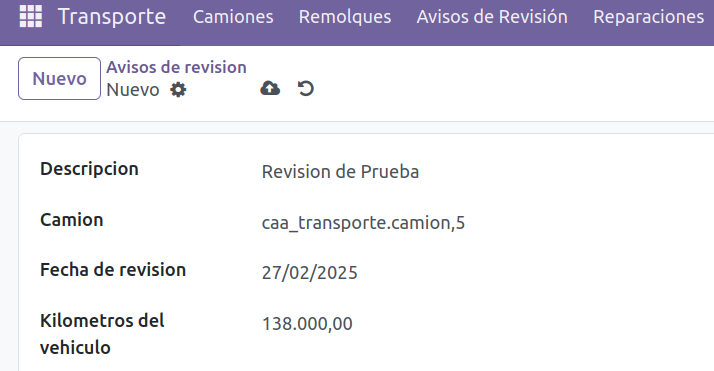 Transporte Camiones Remolques Avisos de Revisión Reparaciones
Nuevo
Avisos de revision
Nuevo
Descripcion Revision de Prueba
Camion caa_transporte.camion,5
Fecha de revision 27/02/2025
Kilometros del 138.000,00
vehiculo